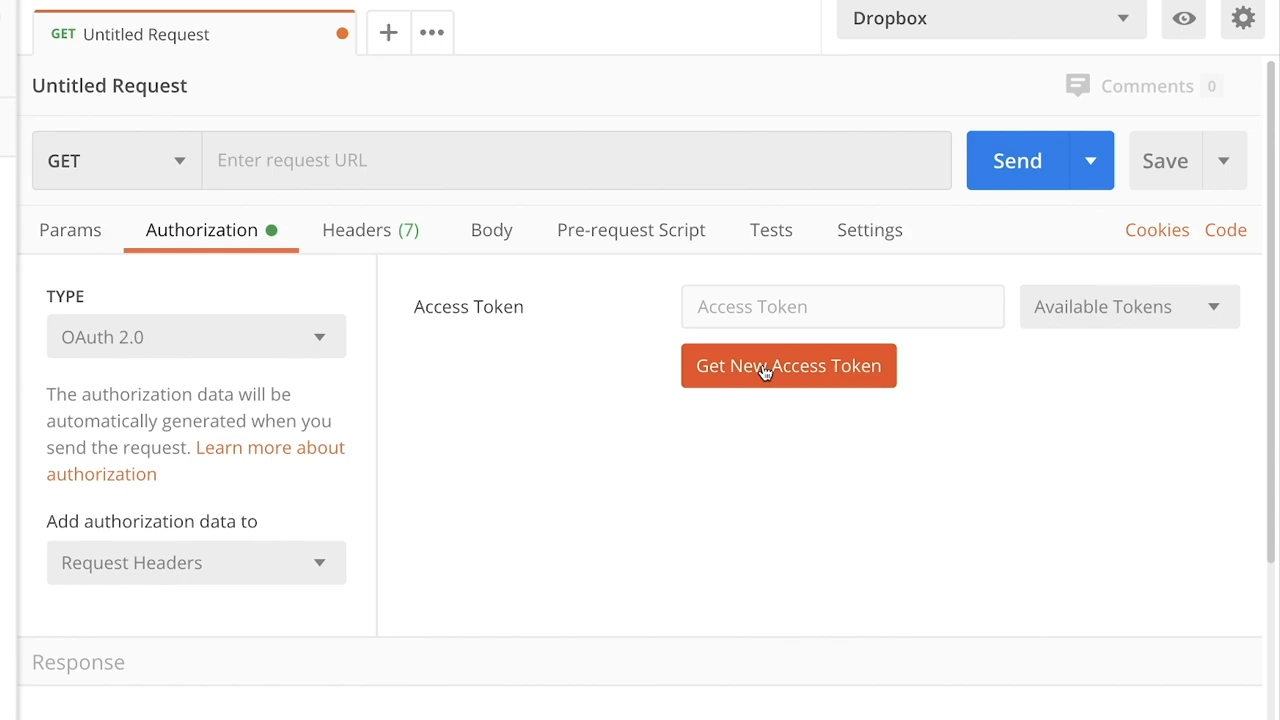 GET Untitled Request
Dropbox
Untitled Request
Comments 0
GET
Enter request URL
Send
Save
Params
Authorization
Headers (7)
Body
Pre-request Script
Tests
Settings
Cookies
Code
TYPE
OAuth 2.0
The authorization data will be
automatically generated when you
send the request. Learn more about
authorization
Add authorization data to
Request Headers
Access Token
Access Token
Available Tokens
Get New Access Token
Response